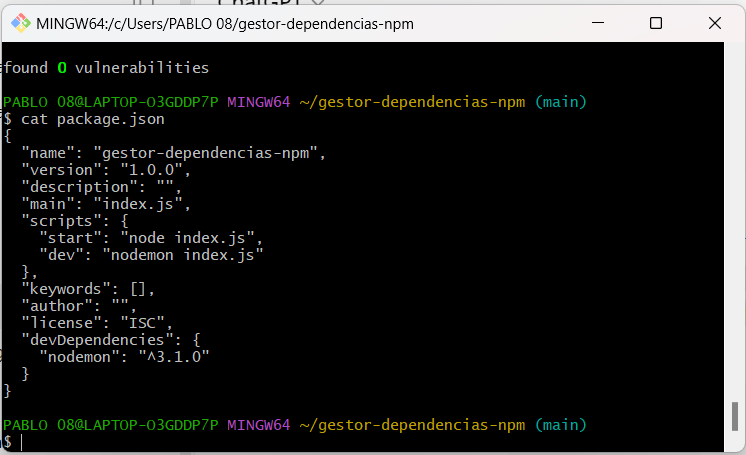 ChatGPT
MINGW64:/c/Users/PABLO 08/gestor-dependencias-npm
found 0 vulnerabilities
PABLO 08@LAPTOP-O3GDDP7P MINGW64 ~/gestor-dependencias-npm (main)
$ cat package.json
{
  "name": "gestor-dependencias-npm",
  "version": "1.0.0",
  "description": "",
  "main": "index.js",
  "scripts": {
    "start": "node index.js",
    "dev": "nodemon index.js"
  },
  "keywords": [],
  "author": "",
  "license": "ISC",
  "devDependencies": {
    "nodemon": "^3.1.0"
  }
}
PABLO 08@LAPTOP-O3GDDP7P MINGW64 ~/gestor-dependencias-npm (main)
$